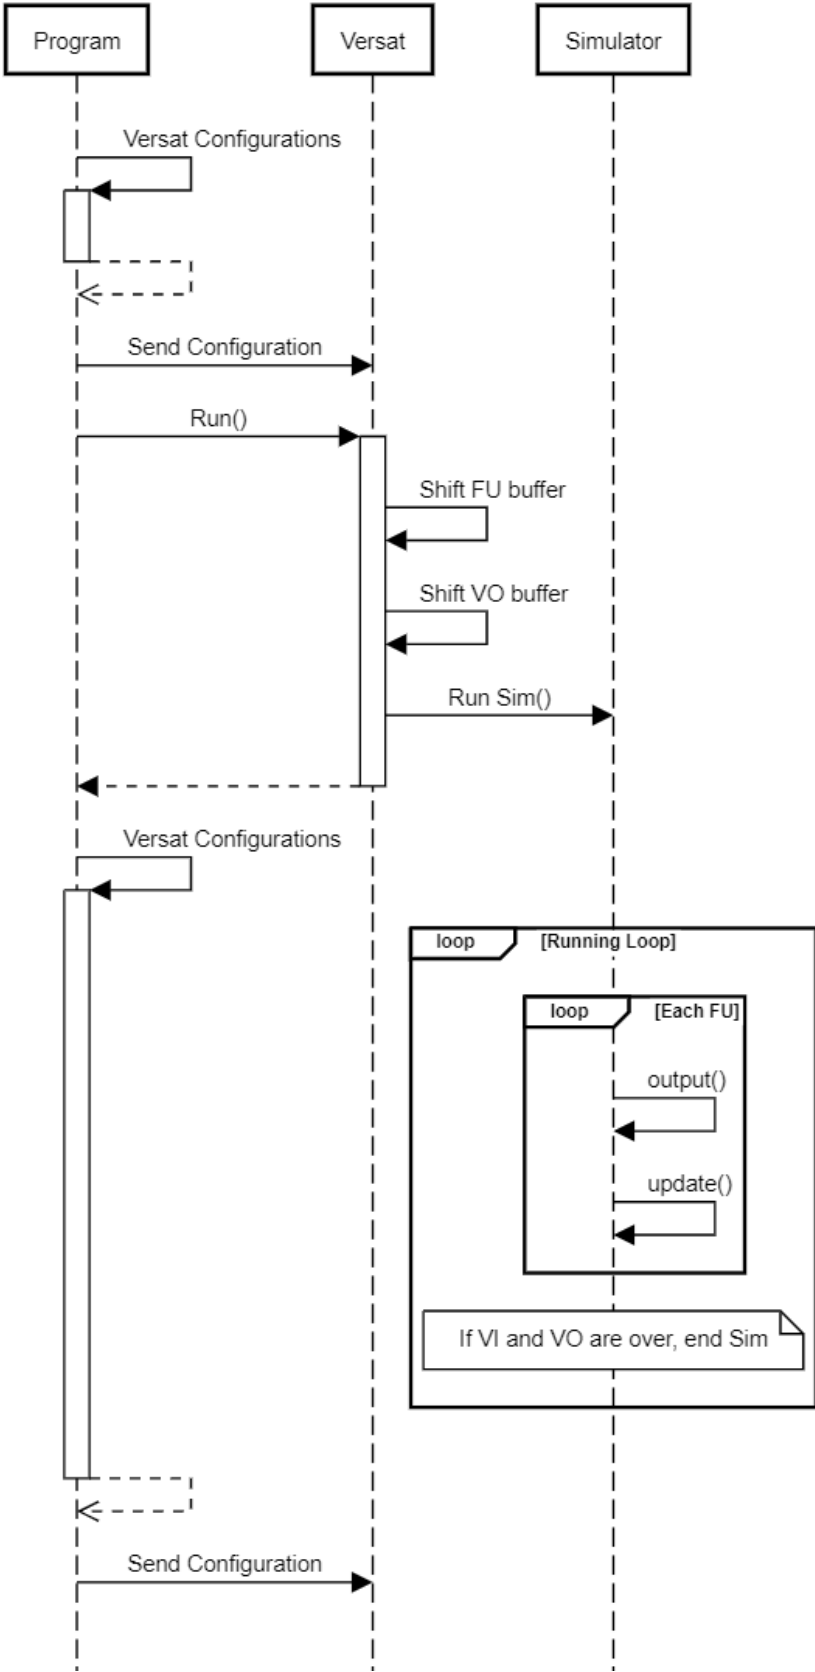 Program
Versat
Simulator
Versat Configurations
Send Configuration
Run()
Shift FU buffer
Shift VO buffer
Run Sim()
Versat Configurations
loop
[Running Loop]
loop
[Each FU]
output()
update()
If VI and VO are over, end Sim
Send Configuration